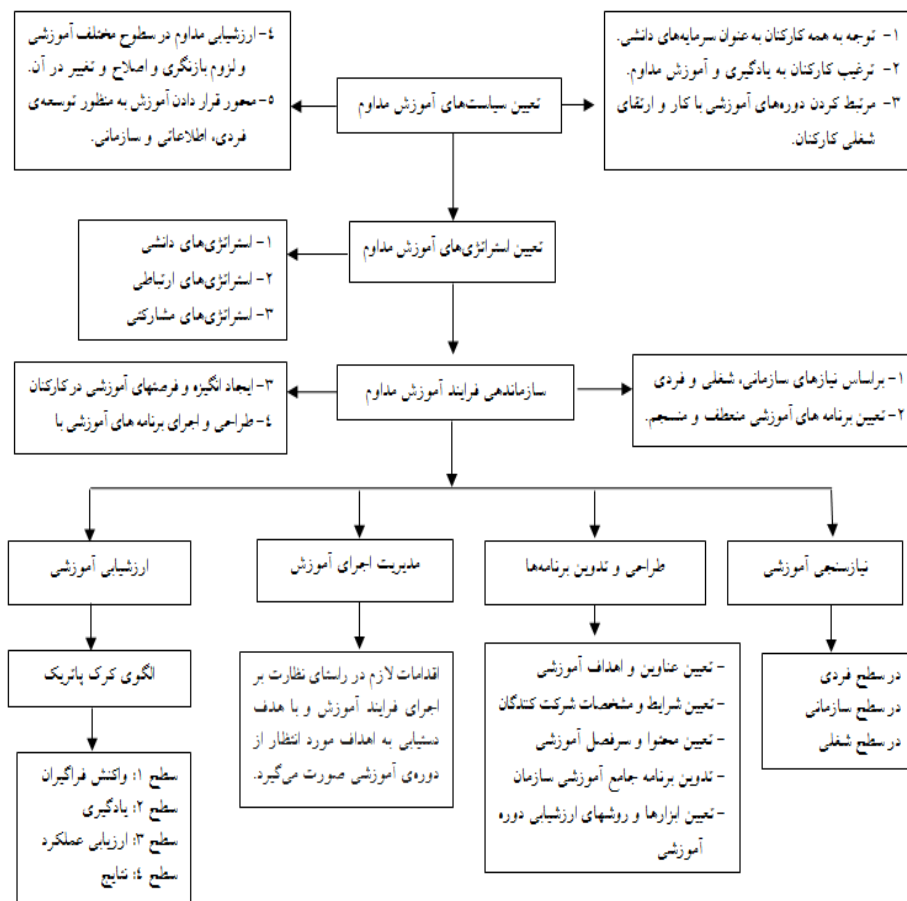 ۱- توجه به همه کارکنان به عنوان سرمایه‌های دانشی.
۲- ترغیب کارکنان به یادگیری و آموزش مداوم.
۳- مرتبط کردن دوره‌های آموزشی با کار و ارتقای
شغلی کارکنان.
تعیین سیاست‌های آموزش مداوم
٤- ارزشیابی مداوم در سطوح مختلف آموزشی
و لزوم بازنگری و اصلاح و تغییر در آن.
۵- محور قرار دادن آموزش به منظور توسعه‌ی
فردی، اطلاعاتی و سازمانی.
تعیین استراتژی‌های آموزش مداوم
۱- استراتژی‌های دانشی
۲- استراتژی‌های ارتباطی
۳- استراتژی‌های مشارکتی
۱- براساس نیازهای سازمانی، شغلی و فردی
۲- تعیین برنامه های آموزشی منعطف و منسجم.
سازماندهی فرایند آموزش مداوم
۳- ایجاد انگیزه و فرصتهای آموزشی در کارکنان
٤- طراحی و اجرای برنامه های آموزشی با
نیازسنجی آموزشی
در سطح فردی
در سطح سازمانی
در سطح شغلی
طراحی و تدوین برنامه‌ها
- تعیین عناوین و اهداف آموزشی
- تعیین شرایط و مشخصات شرکت کنندگان
- تعیین محتوا و سرفصل آموزشی
- تدوین برنامه جامع آموزشی سازمان
- تعیین ابزارها و روشهای ارزشیابی دوره
آموزشی
مدیریت اجرای آموزش
اقدامات لازم در راستای نظارت بر
اجرای فرایند آموزش و با هدف
دستیابی به اهداف مورد انتظار از
دوره‌ی آموزشی صورت می‌گیرد.
ارزشیابی آموزشی
الگوی کرک پاتریک
سطح ۱: واکنش فراگیران
سطح ۲: یادگیری
سطح ۳: ارزیابی عملکرد
سطح ٤: نتایج